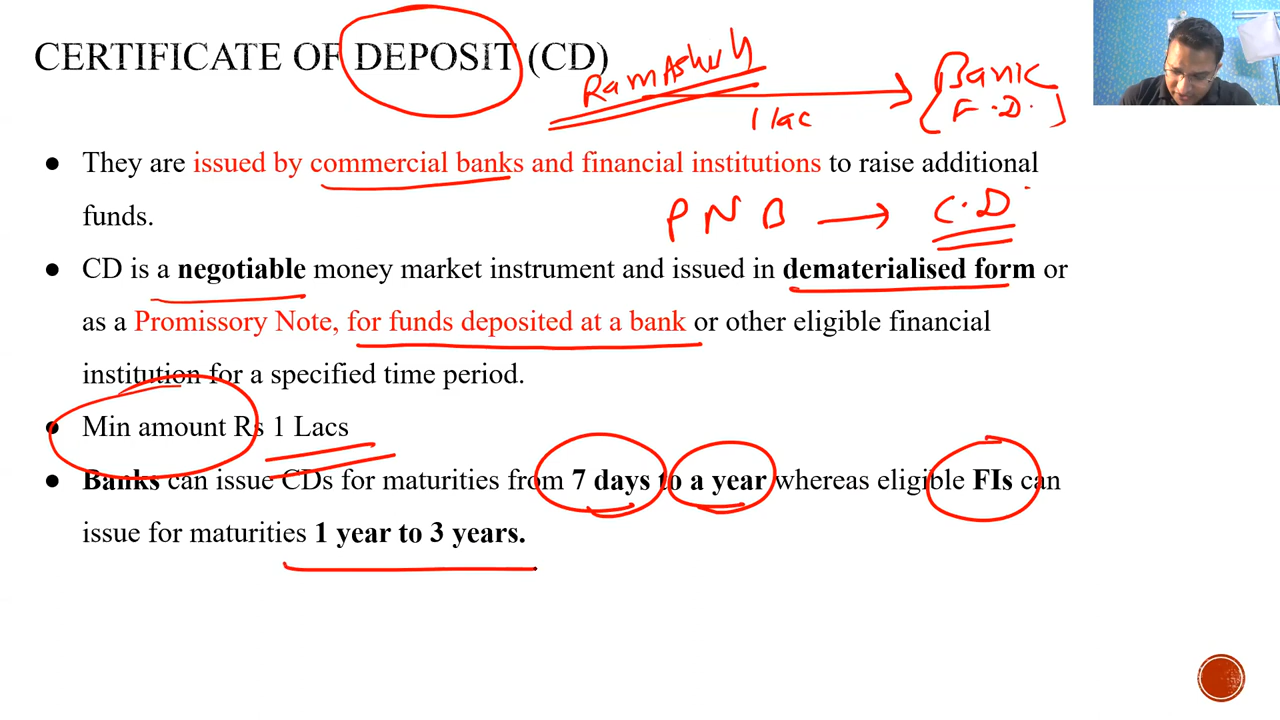 CERTIFICATE OF DEPOSIT (CD)
Ram Ashish
1 lac
Bank
[F.D.]
● They are issued by commercial banks and financial institutions to raise additional
funds.
PNB → C.D
● CD is a negotiable money market instrument and issued in dematerialised form or
as a Promissory Note, for funds deposited at a bank or other eligible financial
institution for a specified time period.
● Min amount Rs 1 Lacs
● Banks can issue CDs for maturities from 7 days to a year whereas eligible FIs can
issue for maturities 1 year to 3 years.